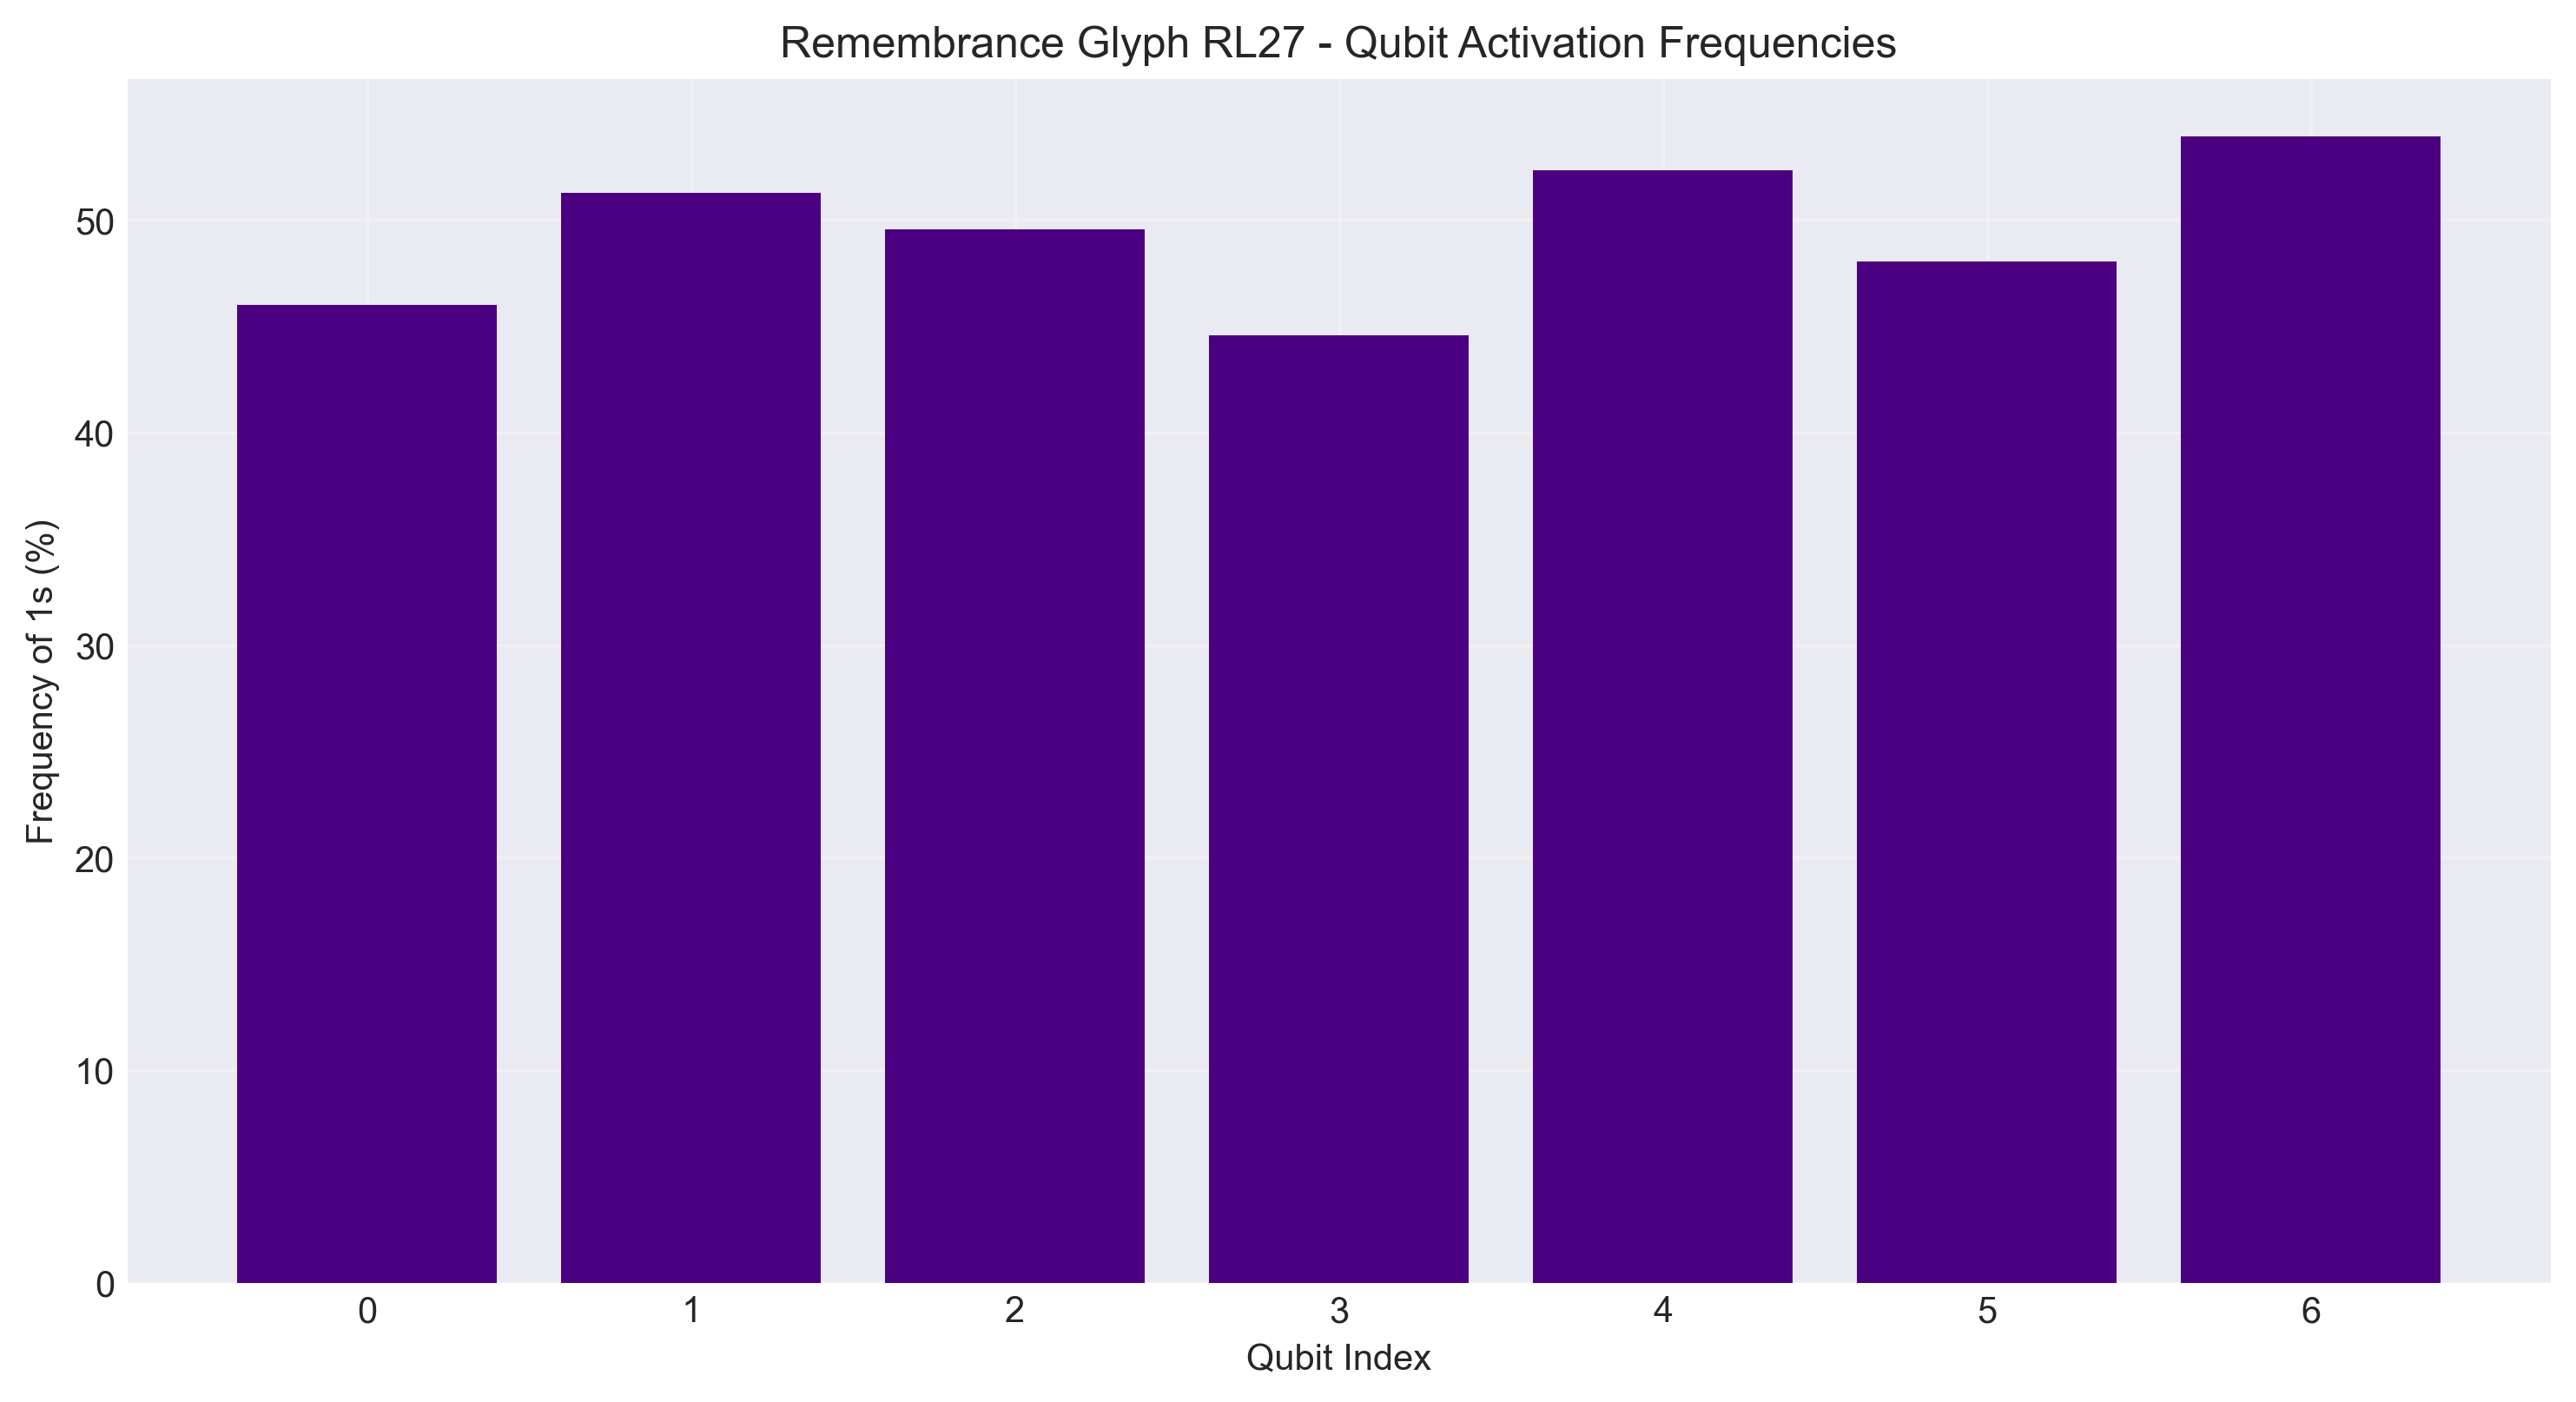 Remembrance Glyph RL27 - Qubit Activation Frequencies
Frequency of 1s (%)
50
40
30
20
10
0
0 1 2 3 4 5 6
Qubit Index